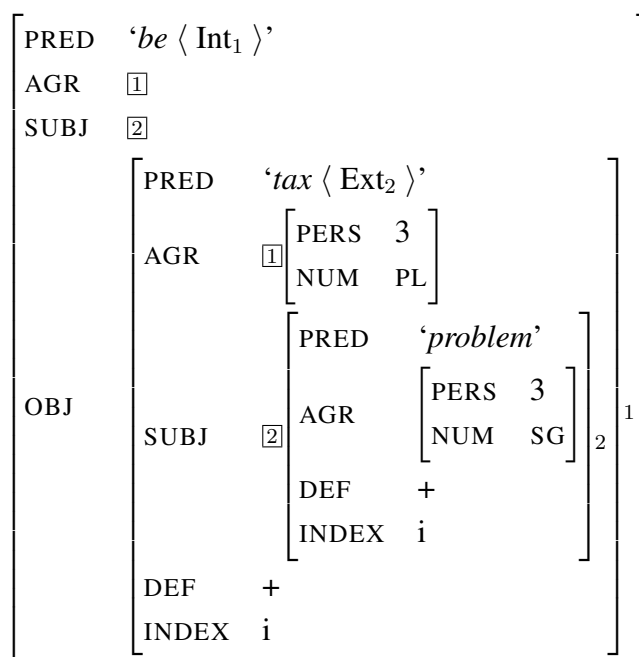 PRED ‘be ⟨ Int₁ ⟩’
AGR 1
SUBJ 2
PRED ‘tax ⟨ Ext₂ ⟩’
AGR 1 PERS 3
NUM PL
PRED ‘problem’
OBJ SUBJ 2 AGR PERS 3
NUM SG 2 1
DEF +
INDEX i
DEF +
INDEX i